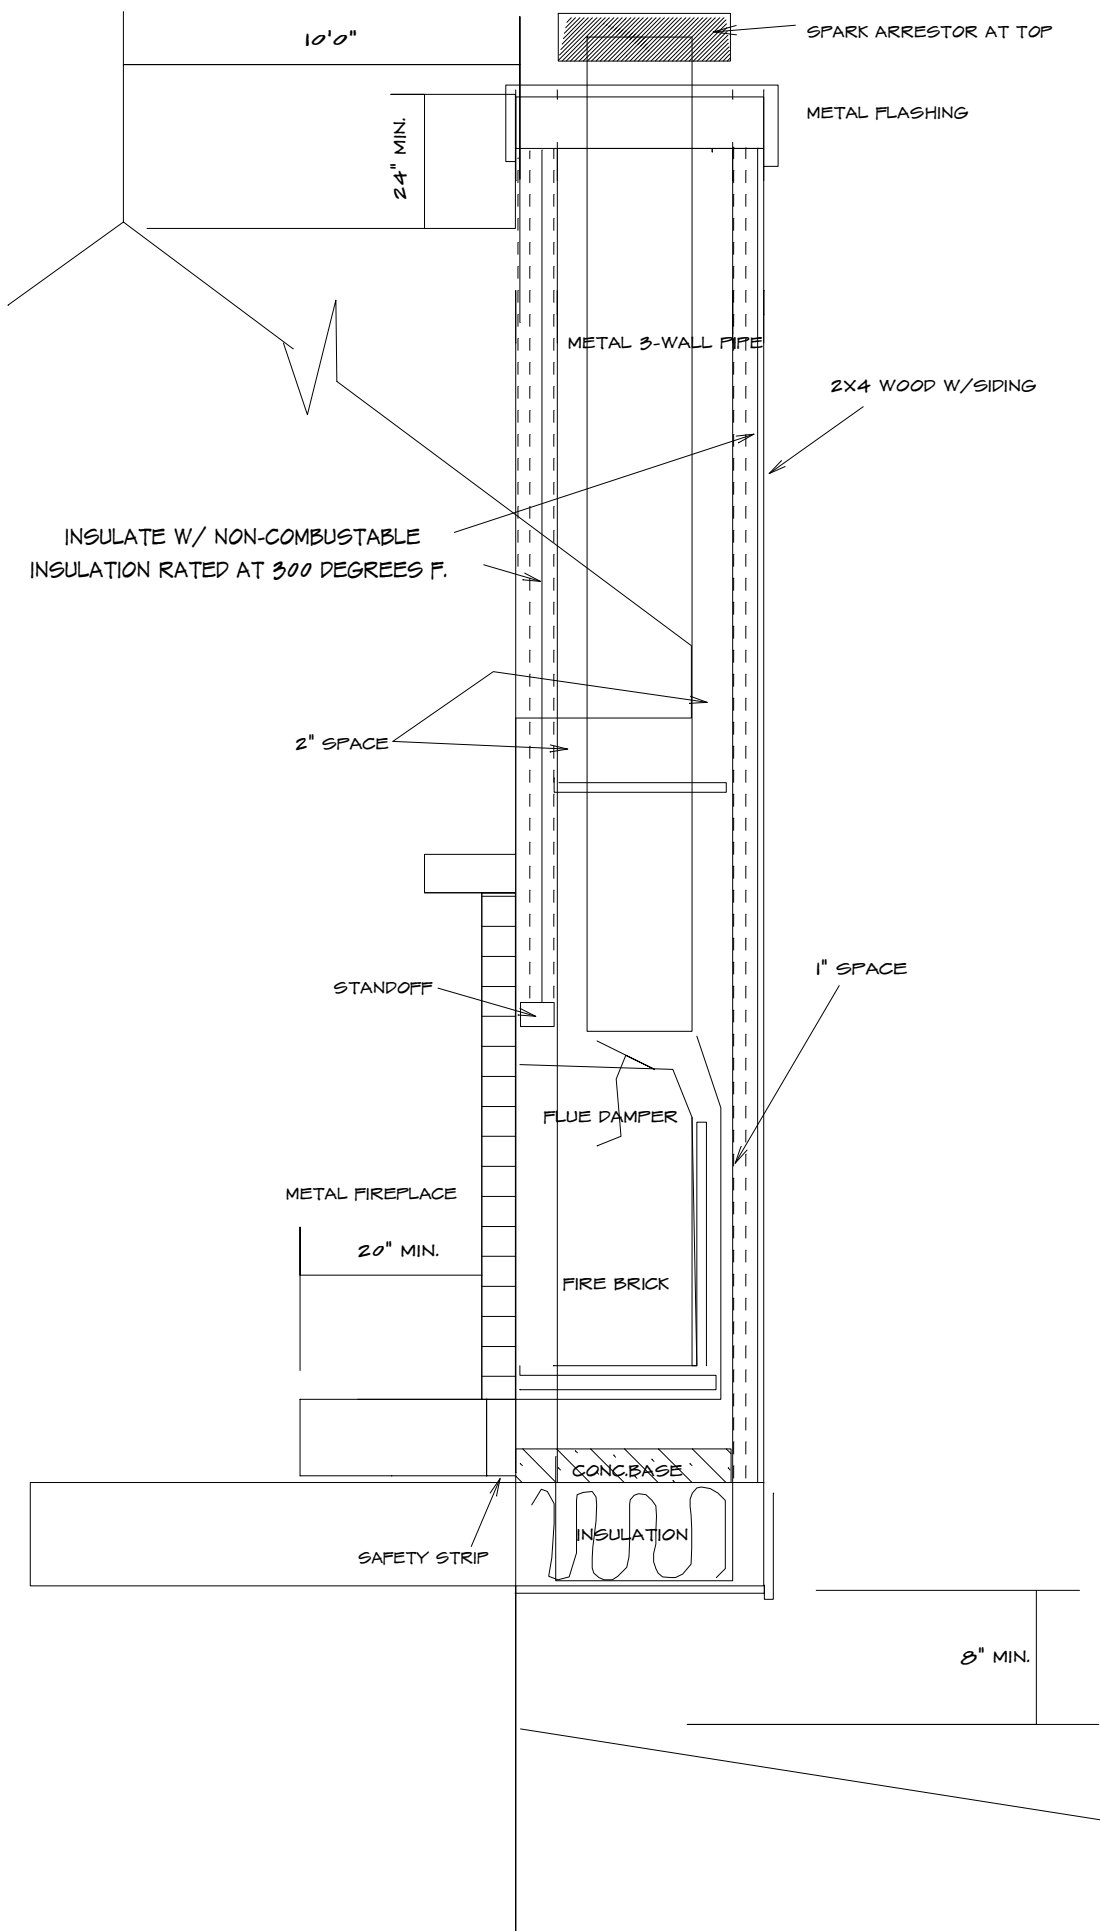 SPARK ARRESTOR AT TOP
10'0"
METAL FLASHING
24" MIN.
METAL 3-WALL PIPE
2X4 WOOD W/SIDING
INSULATE W/ NON-COMBUSTABLE
INSULATION RATED AT 300 DEGREES F.
2" SPACE
1" SPACE
STANDOFF
FLUE DAMPER
METAL FIREPLACE
20" MIN.
FIRE BRICK
CONC.BASE
INSULATION
SAFETY STRIP
8" MIN.